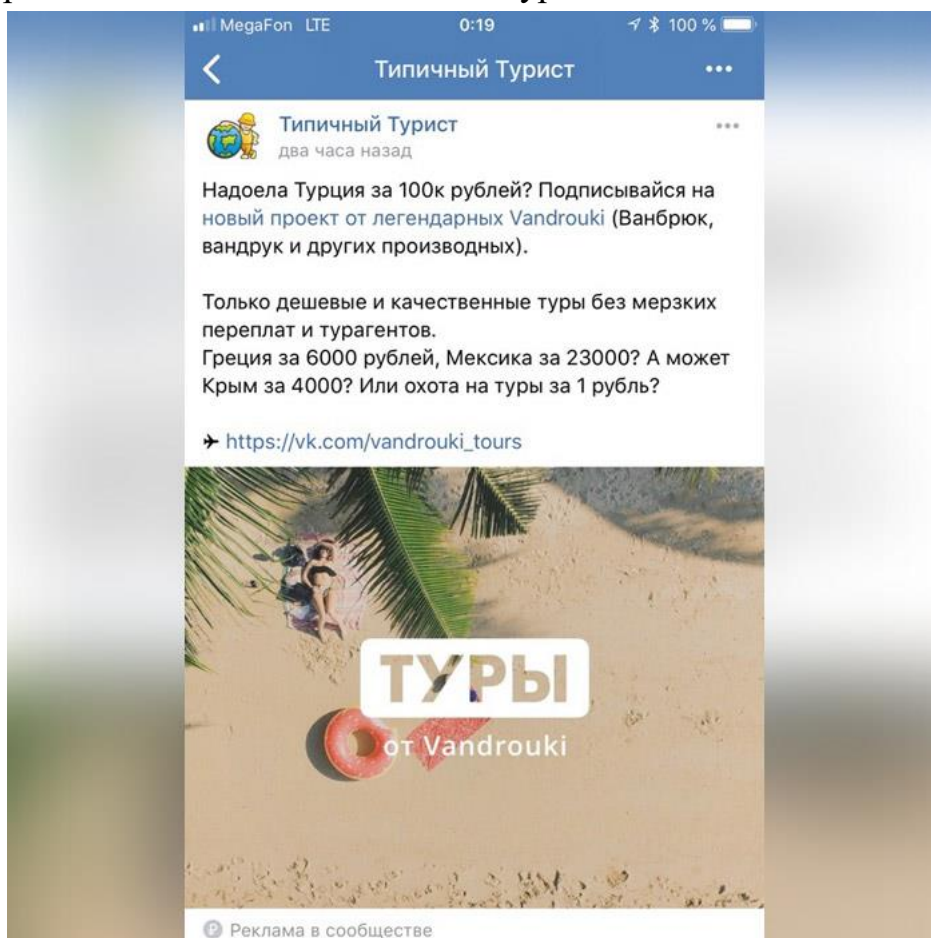 MegaFon LTE 0:19 100 %
Типичный Турист
Типичный Турист
два часа назад
Надоела Турция за 100к рублей? Подписывайся на
новый проект от легендарных Vandrouki (Ванбрюк,
вандрук и других производных).
Только дешевые и качественные туры без мерзких
переплат и турагентов.
Греция за 6000 рублей, Мексика за 23000? А может
Крым за 4000? Или охота на туры за 1 рубль?
https://vk.com/vandrouki_tours
ТУРЫ
от Vandrouki
Реклама в сообществе